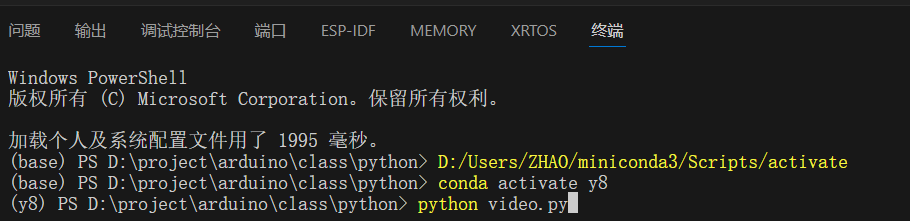 问题 输出 调试控制台 端口 ESP-IDF MEMORY XRTOS 终端
Windows PowerShell
版权所有 (C) Microsoft Corporation。保留所有权利。
加载个人及系统配置文件用了 1995 毫秒。
(base) PS D:\project\arduino\class\python> D:/Users/ZHAO/miniconda3/Scripts/activate
(base) PS D:\project\arduino\class\python> conda activate y8
(y8) PS D:\project\arduino\class\python> python video.py